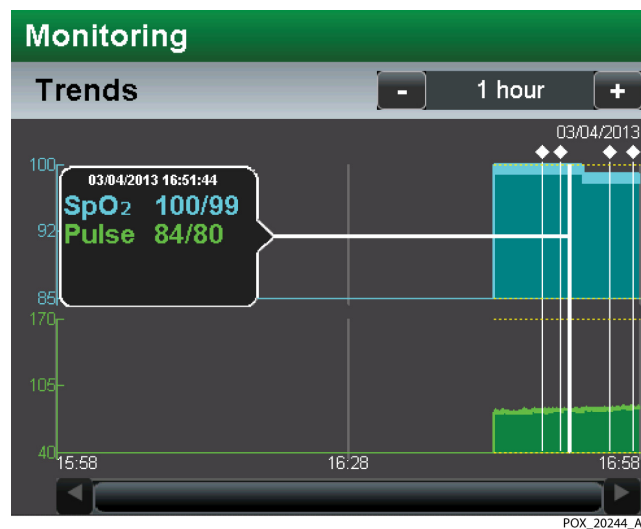 Monitoring
Trends
- 1 hour +
03/04/2013
100
03/04/2013 16:51:44
SpO2 100/99
92
Pulse 84/80
85
170
105
40
15:58 16:28 16:58
POX_20244_A